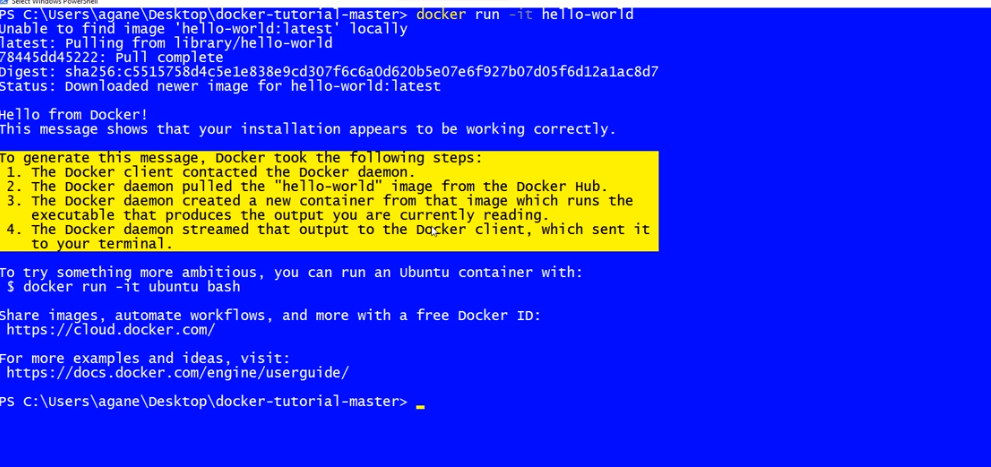 Select Windows PowerShell
PS C:\Users\agane\Desktop\docker-tutorial-master> docker run -it hello-world
Unable to find image 'hello-world:latest' locally
latest: Pulling from library/hello-world
78445dd45222: Pull complete
Digest: sha256:c5515758d4c5e1e838e9cd307f6c6a0d620b5e07e6f927b07d05f6d12a1ac8d7
Status: Downloaded newer image for hello-world:latest
Hello from Docker!
This message shows that your installation appears to be working correctly.
To generate this message, Docker took the following steps:
1. The Docker client contacted the Docker daemon.
2. The Docker daemon pulled the "hello-world" image from the Docker Hub.
3. The Docker daemon created a new container from that image which runs the
executable that produces the output you are currently reading.
4. The Docker daemon streamed that output to the Docker client, which sent it
to your terminal.
To try something more ambitious, you can run an Ubuntu container with:
$ docker run -it ubuntu bash
Share images, automate workflows, and more with a free Docker ID:
https://cloud.docker.com/
For more examples and ideas, visit:
https://docs.docker.com/engine/userguide/
PS C:\Users\agane\Desktop\docker-tutorial-master>